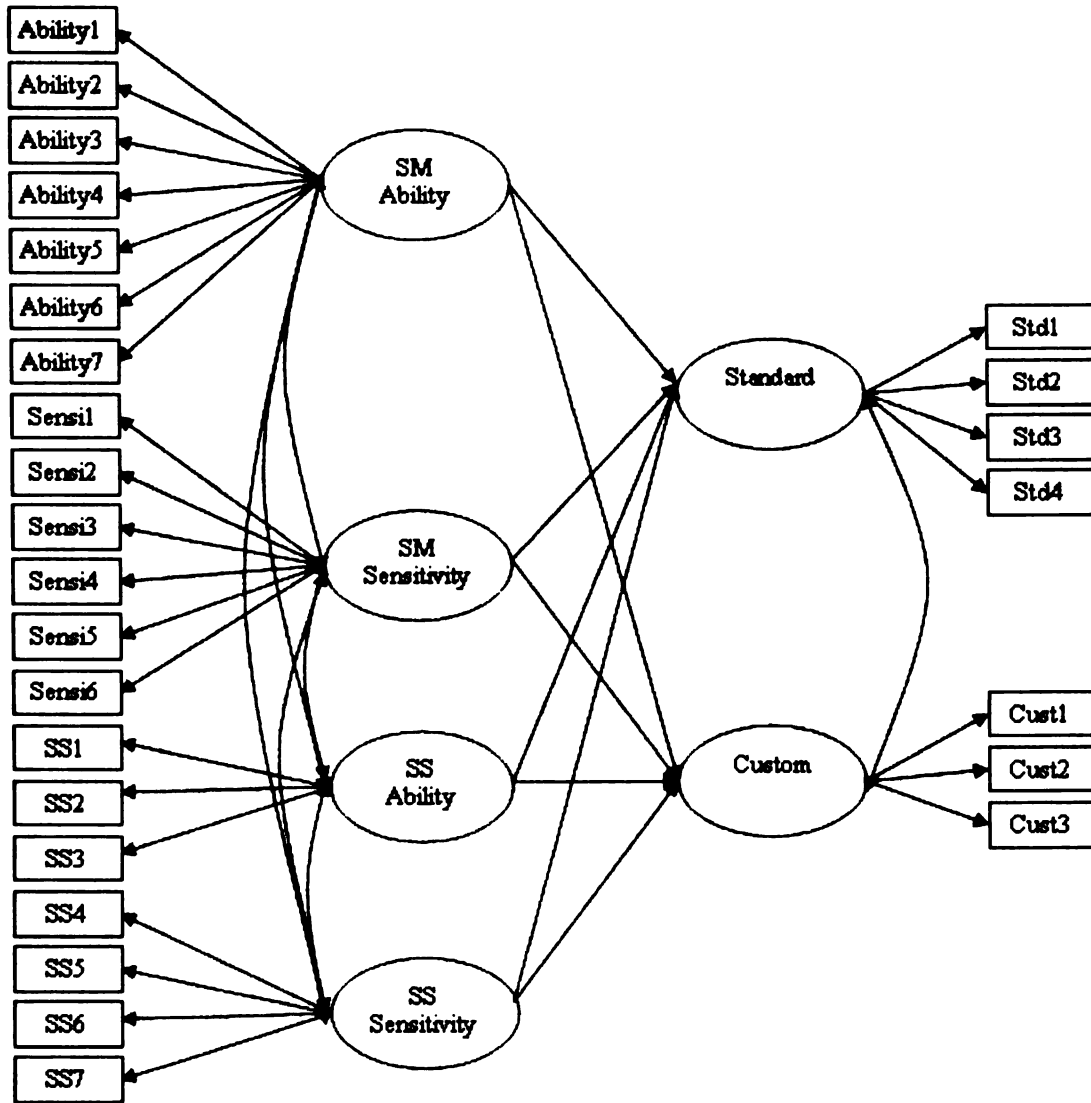 Ability1
Ability2
Ability3
Ability4
Ability5
Ability6
Ability7
Sensi1
Sensi2
Sensi3
Sensi4
Sensi5
Sensi6
SS1
SS2
SS3
SS4
SS5
SS6
SS7
SM
Ability
SM
Sensitivity
SS
Ability
SS
Sensitivity
Standard
Custom
Std1
Std2
Std3
Std4
Cust1
Cust2
Cust3